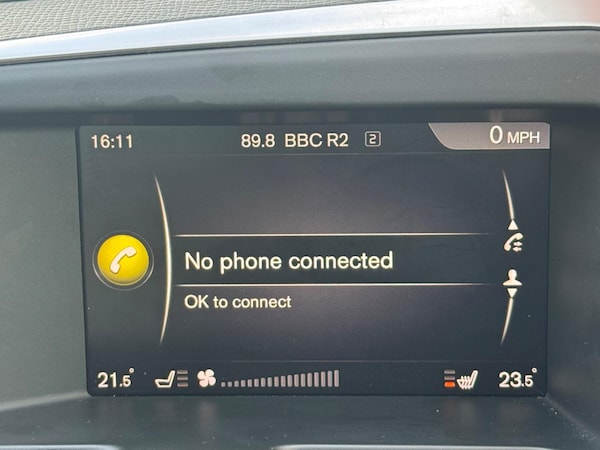 16:11 89.8 BBC R2 2 0 MPH
No phone connected
OK to connect
21.5° 23.5°